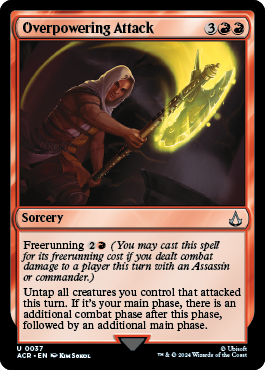 Overpowering Attack 3
Sorcery
Freerunning 2 (You may cast this spell
for its freerunning cost if you dealt combat
damage to a player this turn with an Assassin
or commander.)
Untap all creatures you control that attacked
this turn. If it's your main phase, there is an
additional combat phase after this phase,
followed by an additional main phase.
U 0037
ACR • EN Kim Sokol
© Ubisoft
™ & © 2024 Wizards of the Coast